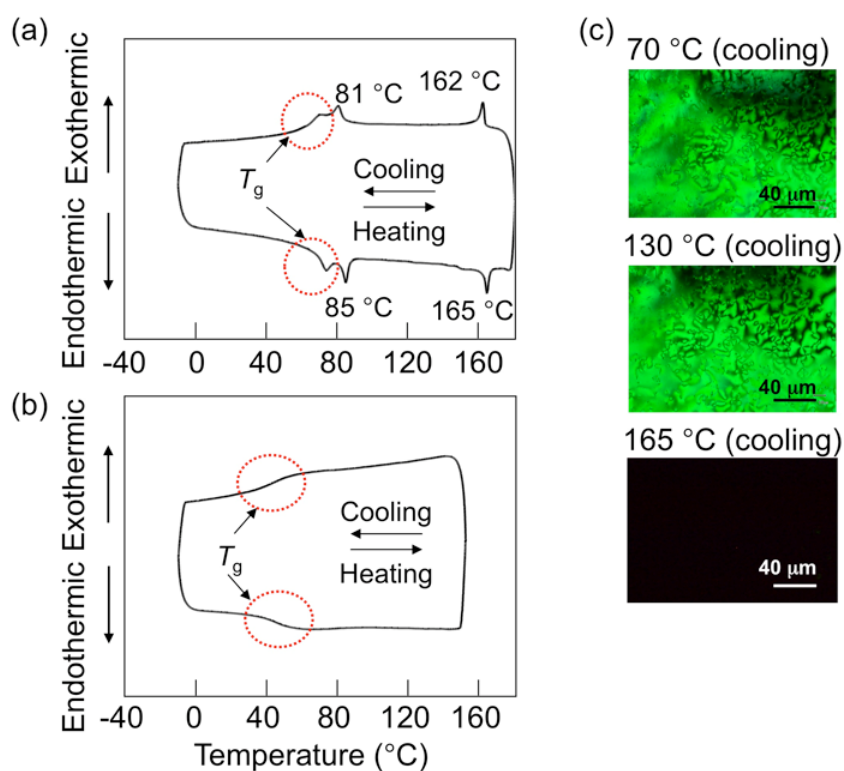 (a)
Exothermic
Endothermic
81 °C
162 °C
Tg
Cooling
Heating
85 °C
165 °C
-40
0
40
80
120
160
(b)
Exothermic
Endothermic
Tg
Cooling
Heating
-40
0
40
80
120
160
Temperature (°C)
(c)
70 °C (cooling)
40 μm
130 °C (cooling)
40 μm
165 °C (cooling)
40 μm